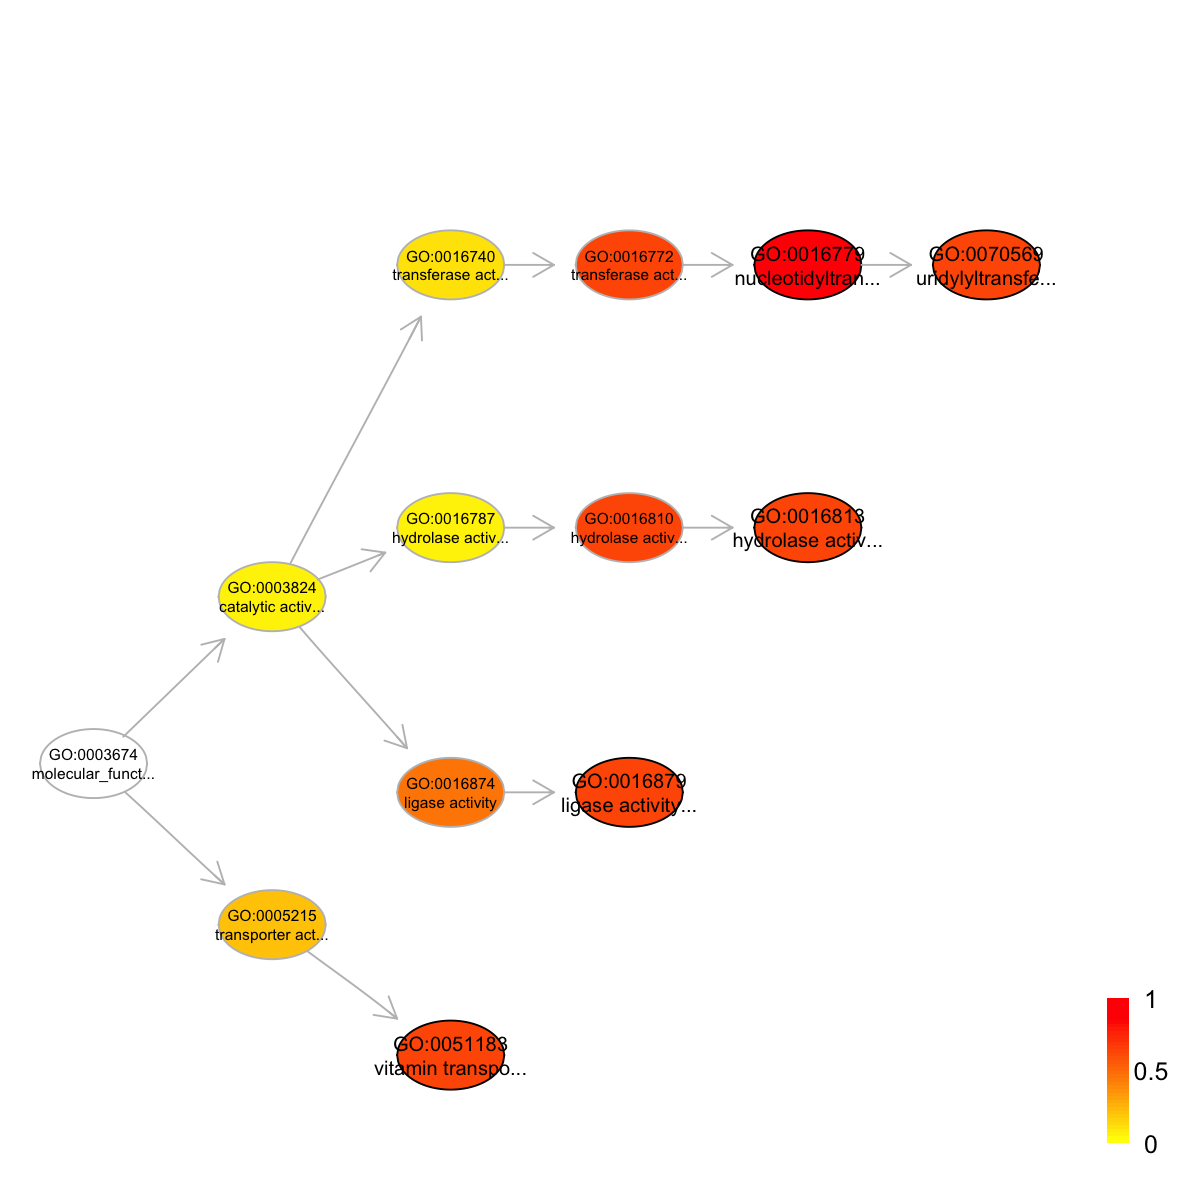 GO:0016740
transferase act...
GO:0016772
transferase act...
GO:0016779
nucleotidyltran...
GO:0070569
uridylyltransfe...
GO:0016787
hydrolase activ...
GO:0016810
hydrolase activ...
GO:0016813
hydrolase activ...
GO:0003824
catalytic activ...
GO:0003674
molecular_funct...
GO:0016874
ligase activity
GO:0016879
ligase activity...
GO:0005215
transporter act...
GO:0051183
vitamin transpo...
1
0.5
0